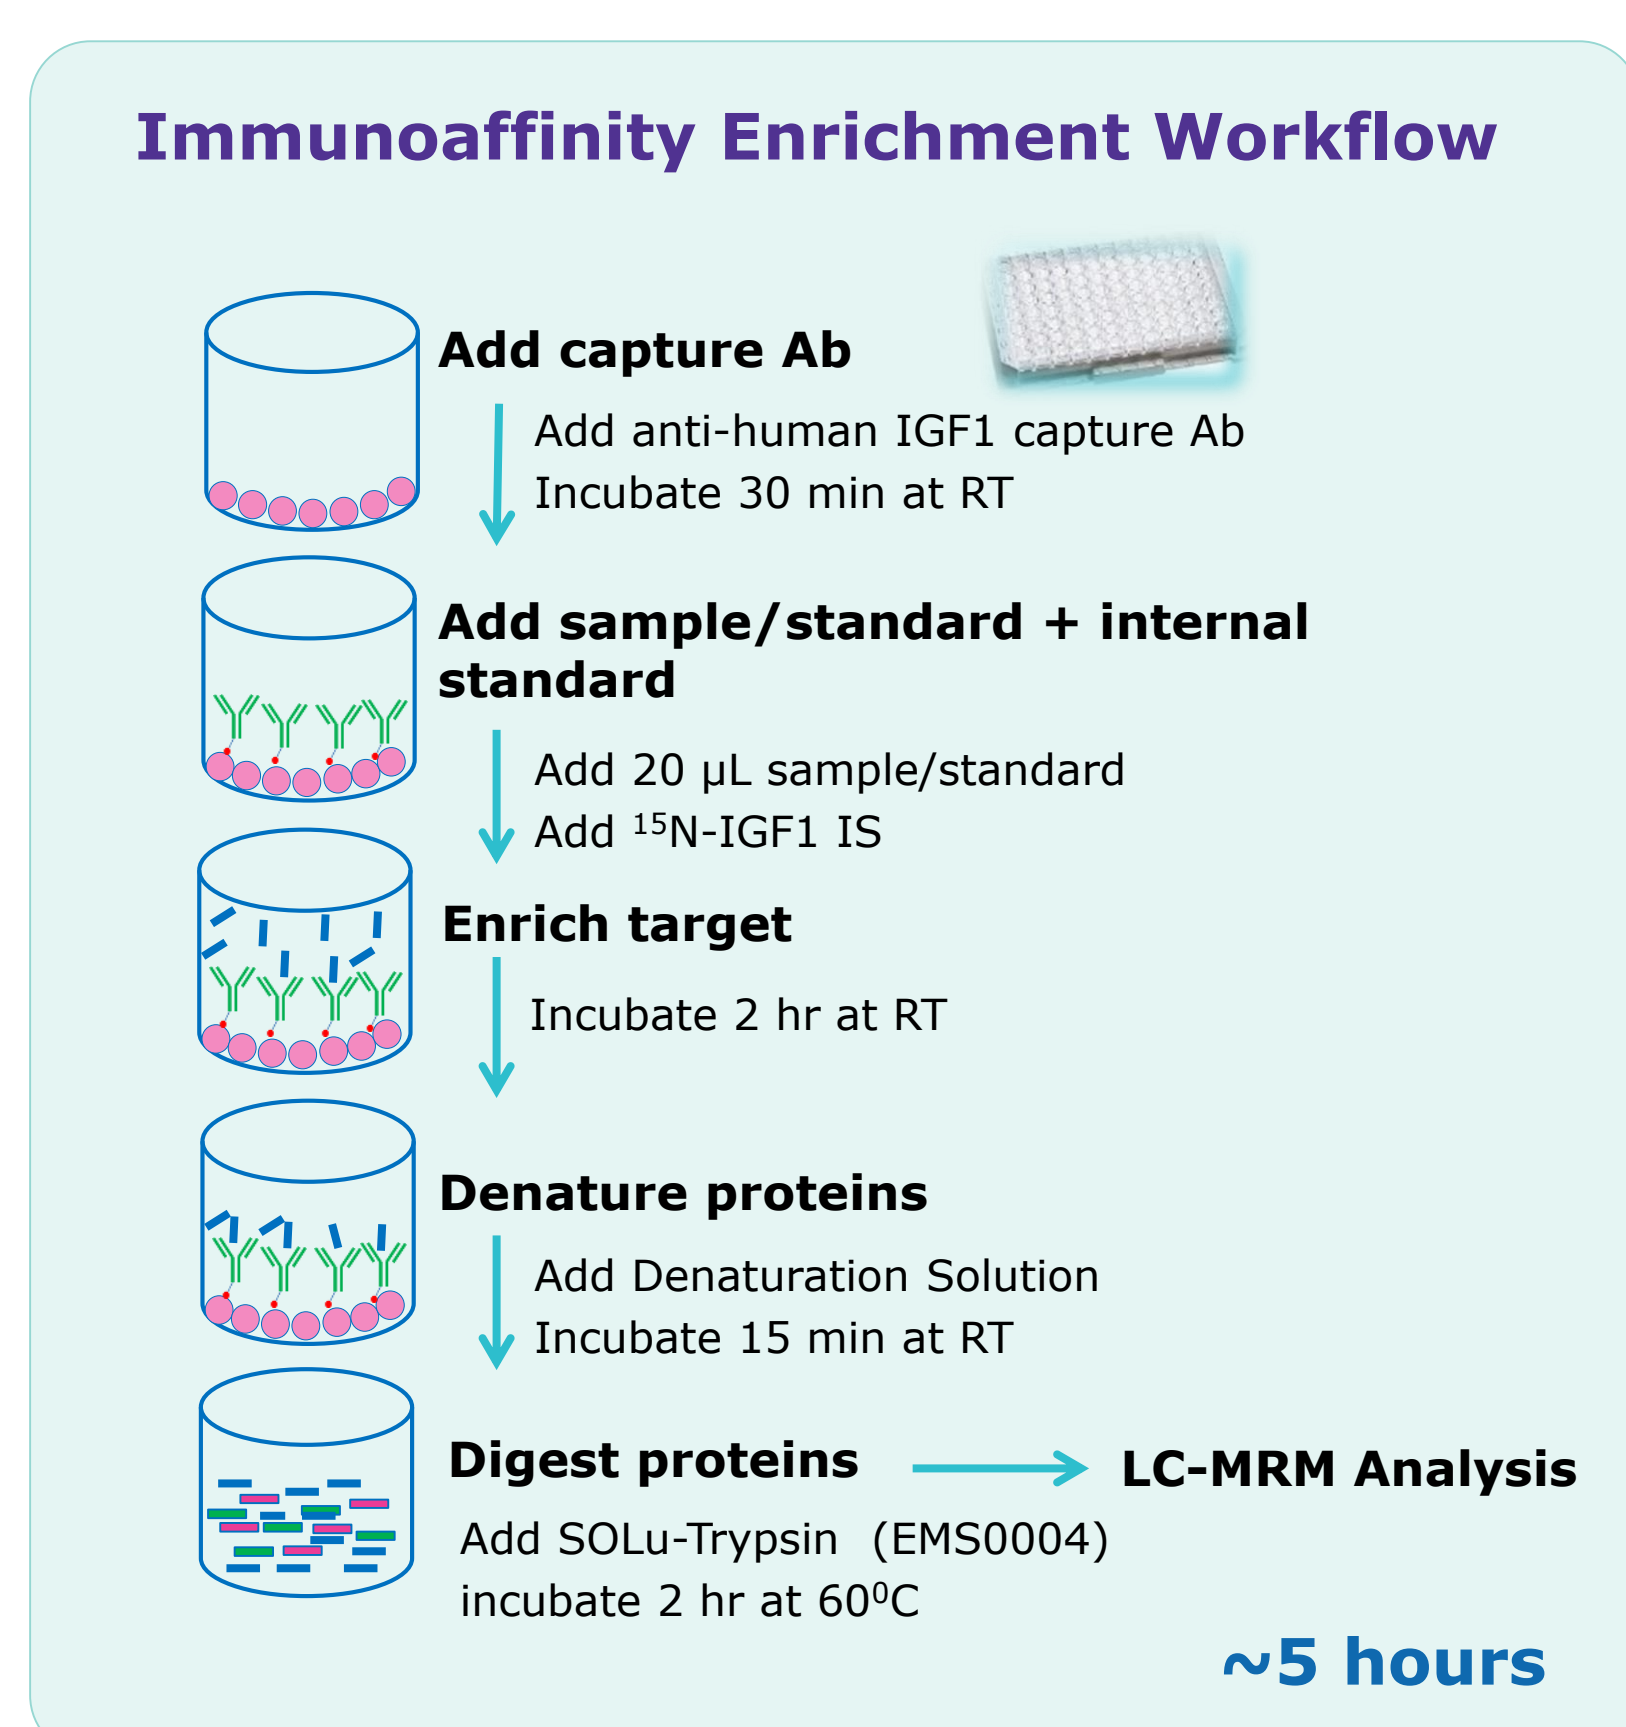 Immunoaffinity Enrichment Workflow
Add capture Ab
Add anti-human IGF1 capture Ab
Incubate 30 min at RT
Add sample/standard + internal
standard
Add 20 µL sample/standard
Add ¹⁵N-IGF1 IS
Enrich target
Incubate 2 hr at RT
Denature proteins
Add Denaturation Solution
Incubate 15 min at RT
Digest proteins
LC-MRM Analysis
Add SOLu-Trypsin (EMS0004)
incubate 2 hr at 60⁰C
~5 hours